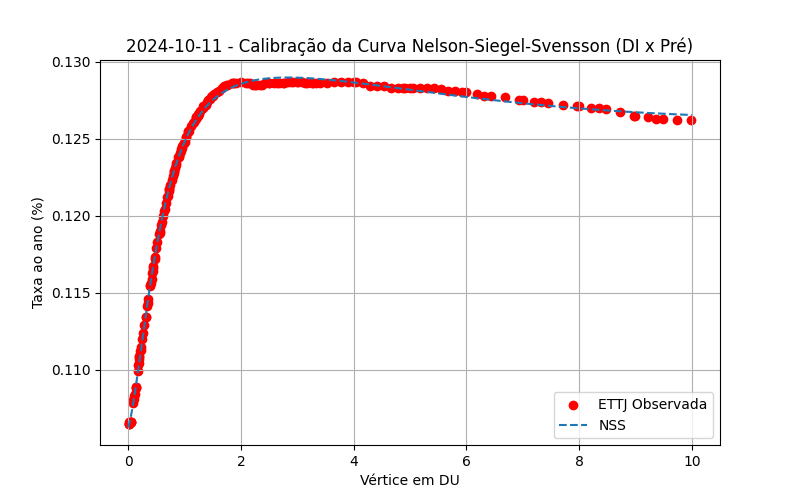 2024-10-11 - Calibração da Curva Nelson-Siegel-Svensson (DI x Pré)
0.130
0.125
0.120
0.115
0.110
Taxa ao ano (%)
ETTJ Observada
NSS
0 2 4 6 8 10
Vértice em DU